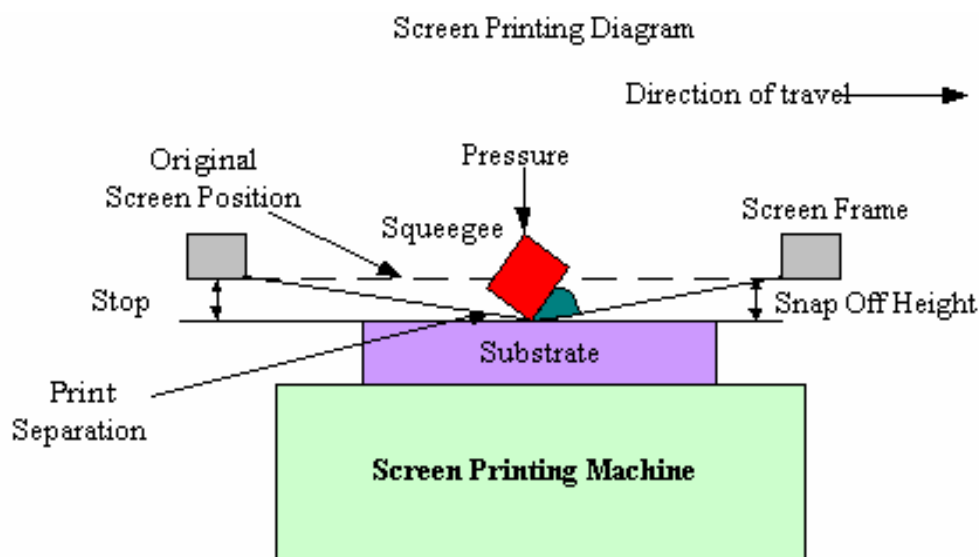 Screen Printing Diagram
Direction of travel
Original
Screen Position
Pressure
Squeegee
Screen Frame
Stop
Snap Off Height
Substrate
Print
Separation
Screen Printing Machine